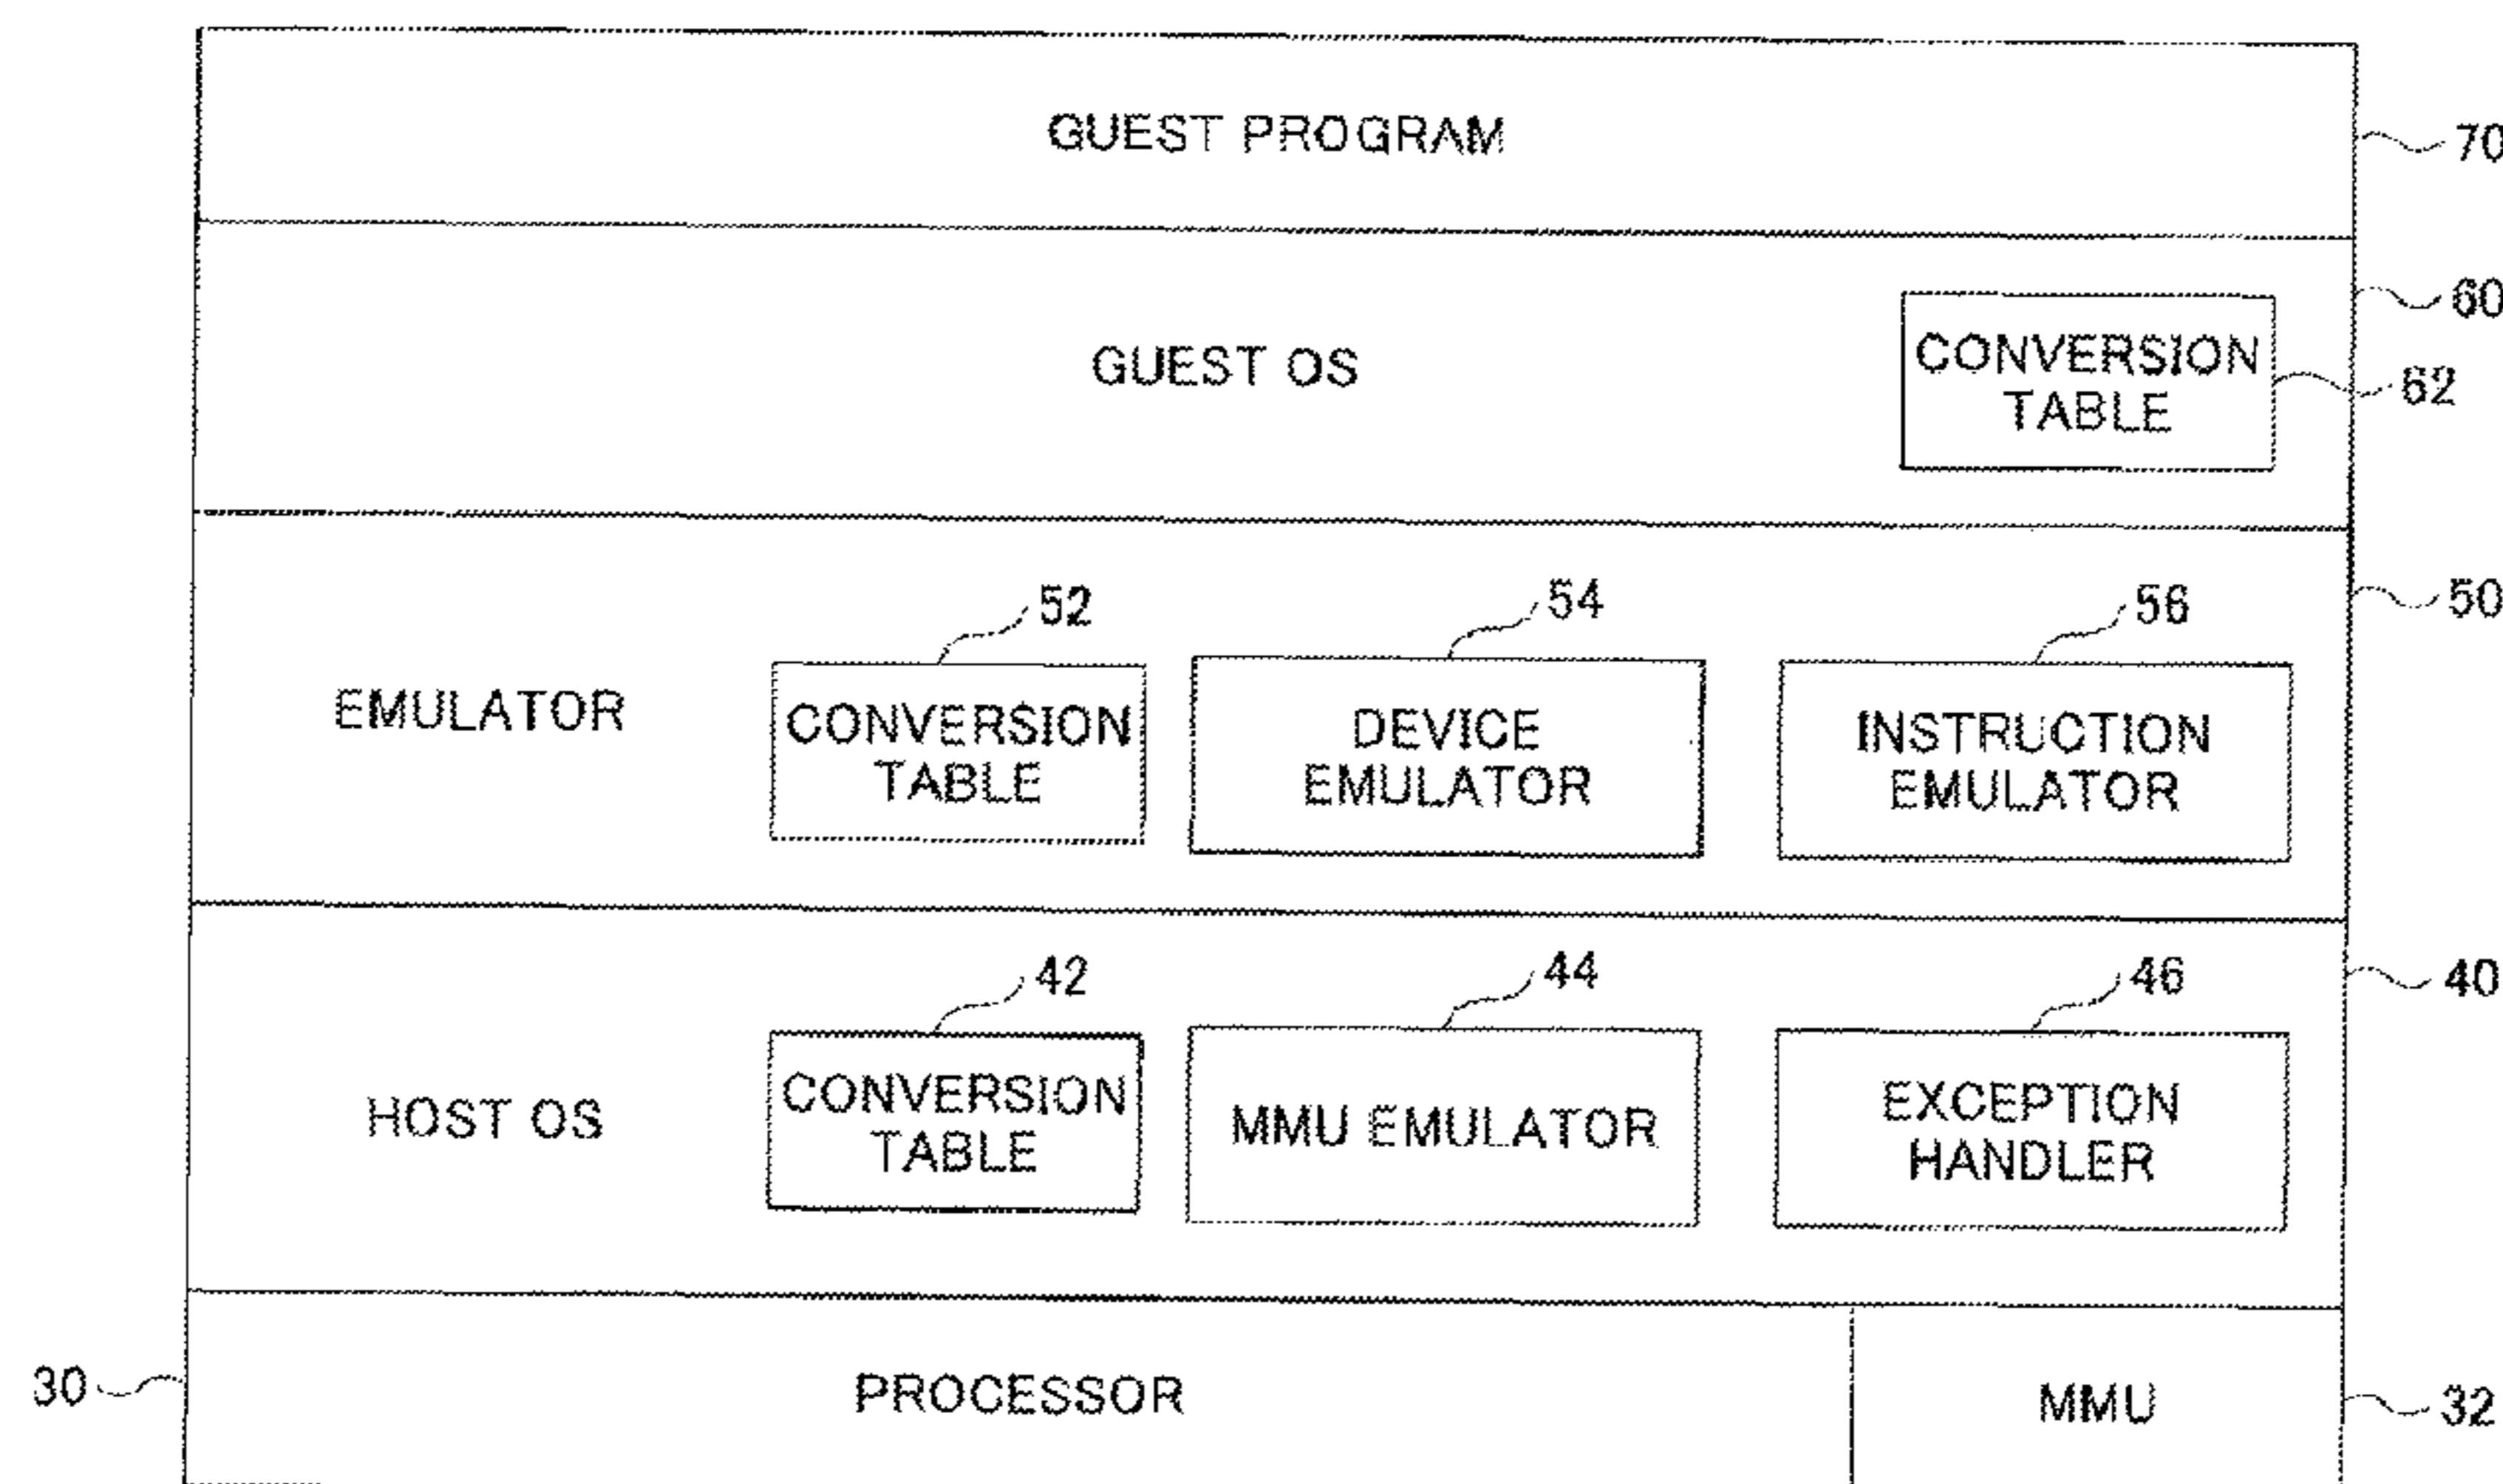 GUEST PROGRAM
70
60
GUEST OS
CONVERSION
TABLE
62
52
54
56
50
EMULATOR
CONVERSION
TABLE
DEVICE
EMULATOR
INSTRUCTION
EMULATOR
42
44
46
40
HOST OS
CONVERSION
TABLE
MMU EMULATOR
EXCEPTION
HANDLER
30
PROCESSOR
MMU
32